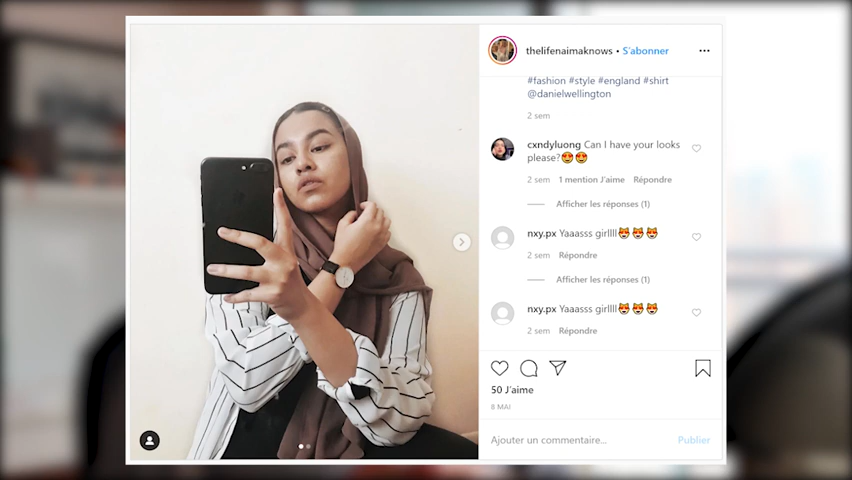 thelifenaimaknows • S'abonner
#fashion #style #england #shirt
@danielwellington
2 sem
cxndyluong Can I have your looks
please?😍😍
2 sem 1 mention J'aime Répondre
Afficher les réponses (1)
nxy.px Yaaasss girllll😻😻😻
2 sem Répondre
Afficher les réponses (1)
nxy.px Yaaasss girllll😻😻😻
2 sem Répondre
50 J'aime
8 MAI
Ajouter un commentaire... Publier